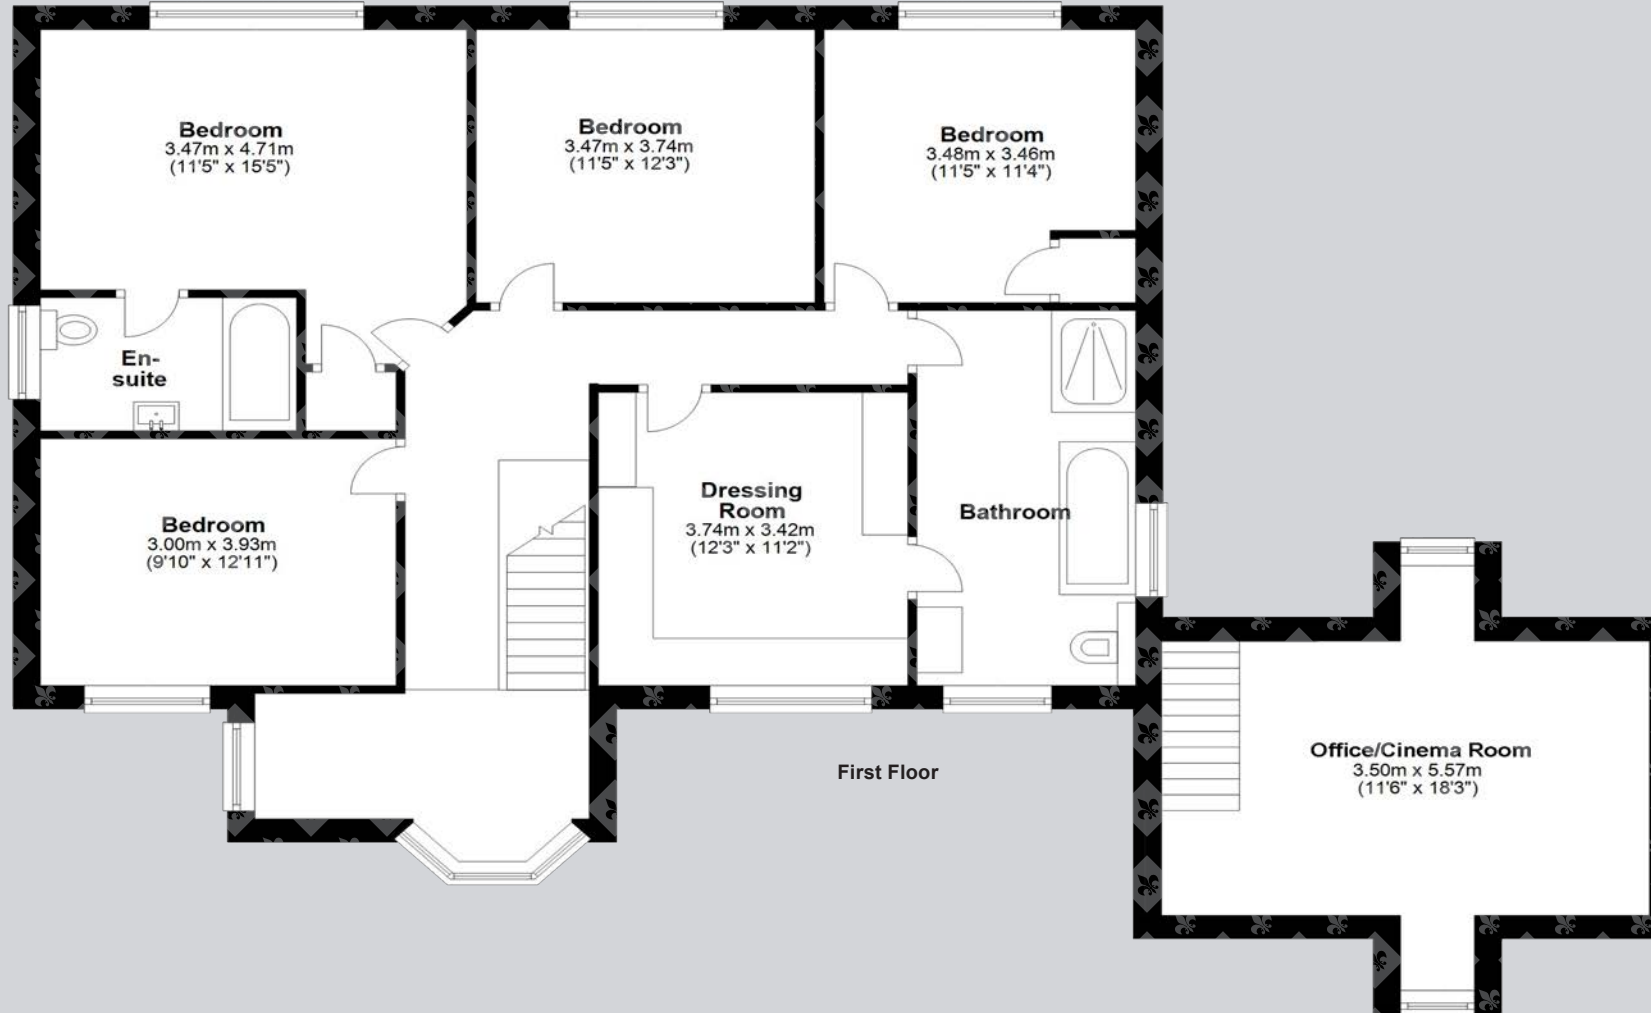 Bedroom
3.47m x 4.71m
(11'5" x 15'5")
Bedroom
3.47m x 3.74m
(11'5" x 12'3")
Bedroom
3.48m x 3.46m
(11'5" x 11'4")
En-
suite
Bedroom
3.00m x 3.93m
(9'10" x 12'11")
Dressing
Room
3.74m x 3.42m
(12'3" x 11'2")
Bathroom
Office/Cinema Room
3.50m x 5.57m
(11'6" x 18'3")
First Floor